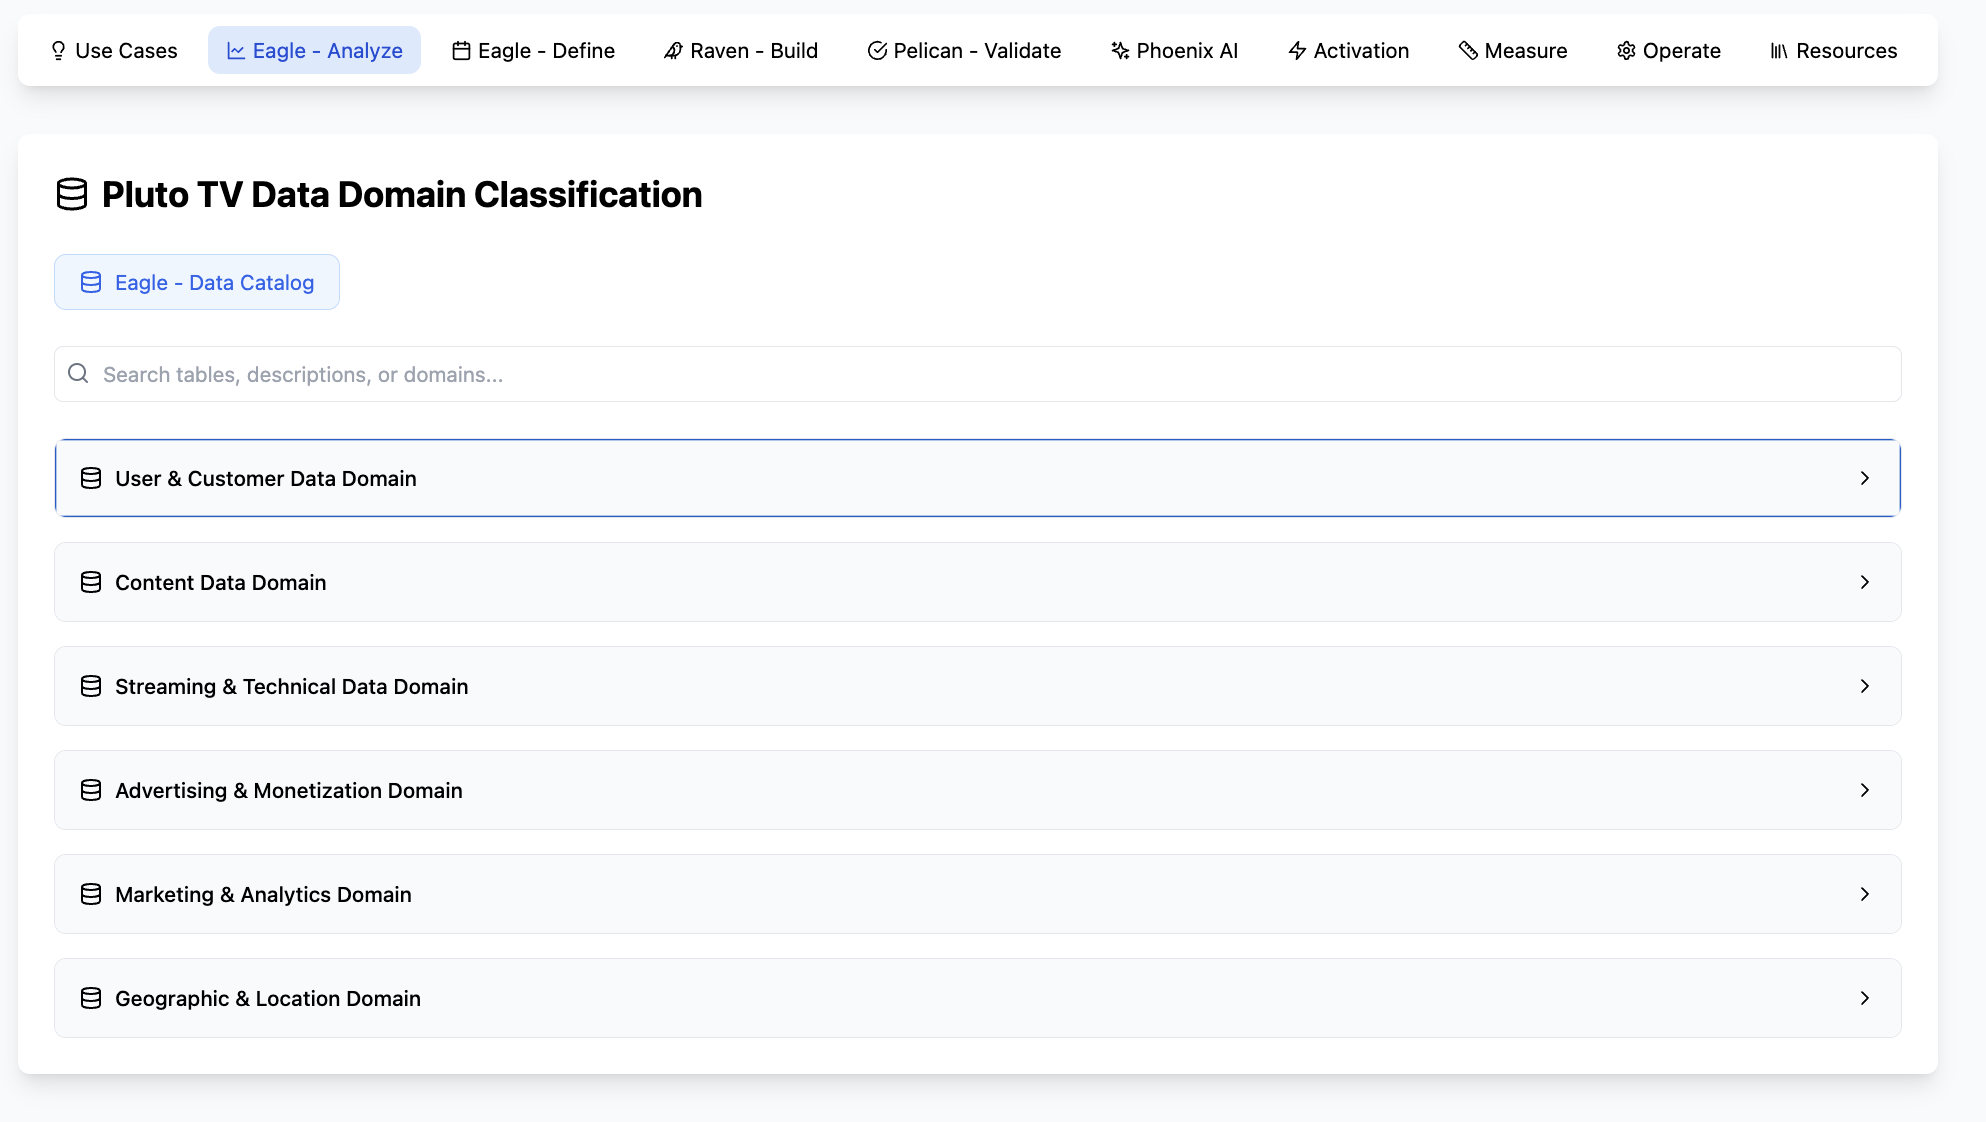 Use Cases Eagle - Analyze Eagle - Define Raven - Build Pelican - Validate Phoenix AI Activation Measure Operate Resources
Pluto TV Data Domain Classification
Eagle - Data Catalog
Search tables, descriptions, or domains...
User & Customer Data Domain
Content Data Domain
Streaming & Technical Data Domain
Advertising & Monetization Domain
Marketing & Analytics Domain
Geographic & Location Domain